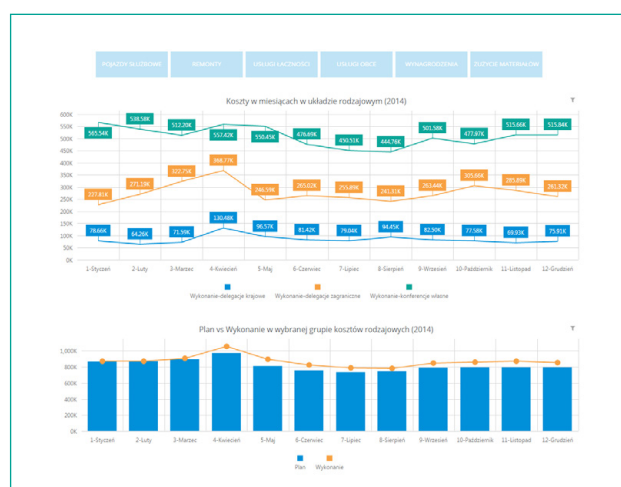 POJAZDY SŁUŻBOWE REMONTY USŁUGI ŁĄCZNOŚCI USŁUGI OBCE WYNAGRODZENIA ZUŻYCIE MATERIAŁÓW
Koszty w miesiącach w układzie rodzajowym (2014)
600K
550K
500K
450K
400K
350K
300K
250K
200K
150K
100K
50K
0K
565.54K 538.58K 512.20K 557.42K 550.45K 476.89K 450.51K 444.76K 501.58K 477.97K 515.66K 515.84K
227.81K 271.19K 323.75K 368.77K 246.59K 265.02K 255.89K 241.31K 263.44K 305.66K 285.89K 261.02K
78.66K 64.26K 71.59K 130.48K 96.57K 81.42K 79.04K 94.45K 82.50K 77.58K 69.93K 75.91K
1-Styczeń 2-Luty 3-Marzec 4-Kwiecień 5-Maj 6-Czerwiec 7-Lipiec 8-Sierpień 9-Wrzesień 10-Październik 11-Listopad 12-Grudzień
Wykonanie-delegacje krajowe Wykonanie-delegacje zagraniczne Wykonanie-konferencje własne
Plan vs Wykonanie w wybranej grupie kosztów rodzajowych (2014)
1,000K
800K
600K
400K
200K
0K
1-Styczeń 2-Luty 3-Marzec 4-Kwiecień 5-Maj 6-Czerwiec 7-Lipiec 8-Sierpień 9-Wrzesień 10-Październik 11-Listopad 12-Grudzień
Plan Wykonanie